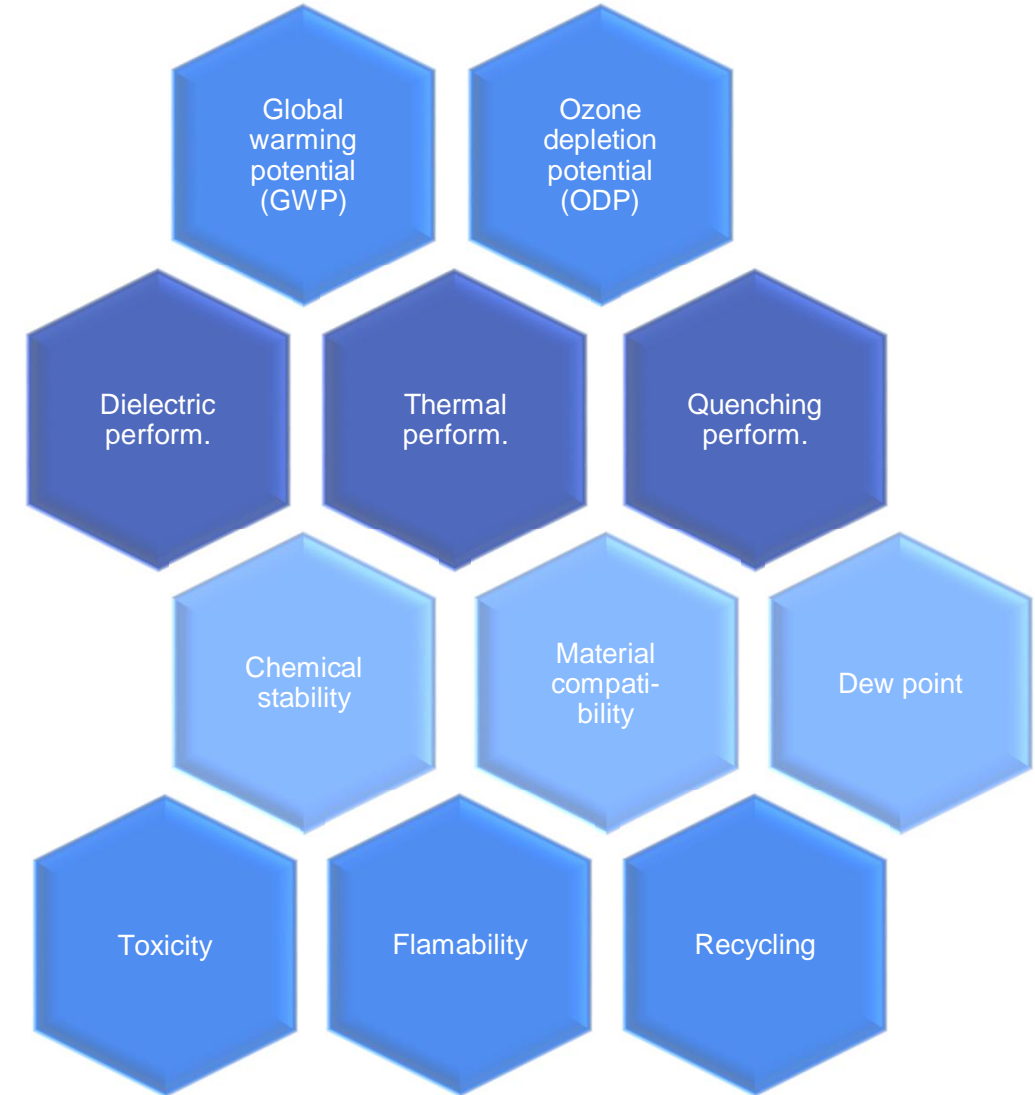 Global
warming
potential
(GWP)
Ozone
depletion
potential
(ODP)
Dielectric
perform.
Thermal
perform.
Quenching
perform.
Chemical
stability
Material
compati-
bility
Dew point
Toxicity
Flamability
Recycling